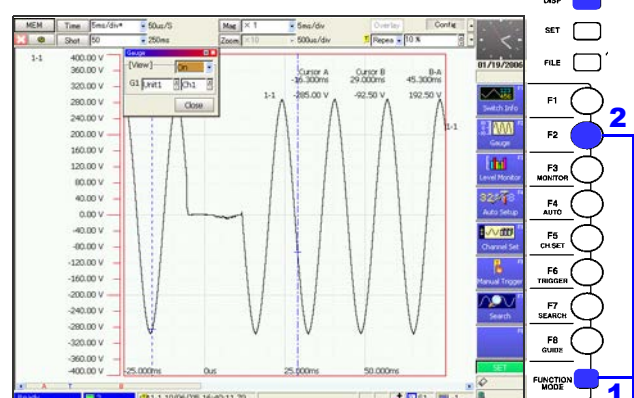 DISP
MEM Time 5ms/div* 50us/S Mag × 1 5ms/div Overlay Config
Shot 50 250ms Zoom ×10 500us/div Repea 10 %
SET
FILE
Gauge
[View] On
G1 Unit1 Ch1
Close
1-1
400.00 V
360.00 V
320.00 V
280.00 V
240.00 V
200.00 V
160.00 V
120.00 V
80.00 V
40.00 V
0.00 V
-40.00 V
-80.00 V
-120.00 V
-160.00 V
-200.00 V
-240.00 V
-280.00 V
-320.00 V
-360.00 V
-400.00 V
Cursor A Cursor B B-A
-16.300ms 29.000ms 45.300ms
1-1 -285.00 V -92.50 V 192.50 V
1-1
-25.000ms 0us 25.000ms 50.000ms
A T B
01/19/2006
Switch Info
Gauge
Level Monitor
Auto Setup
Channel Set
Manual Trigger
Search
SET
F1
F2
2
F3
MONITOR
F4
AUTO
F5
CH SET
F6
TRIGGER
F7
SEARCH
F8
GUIDE
FUNCTION
MODE
1